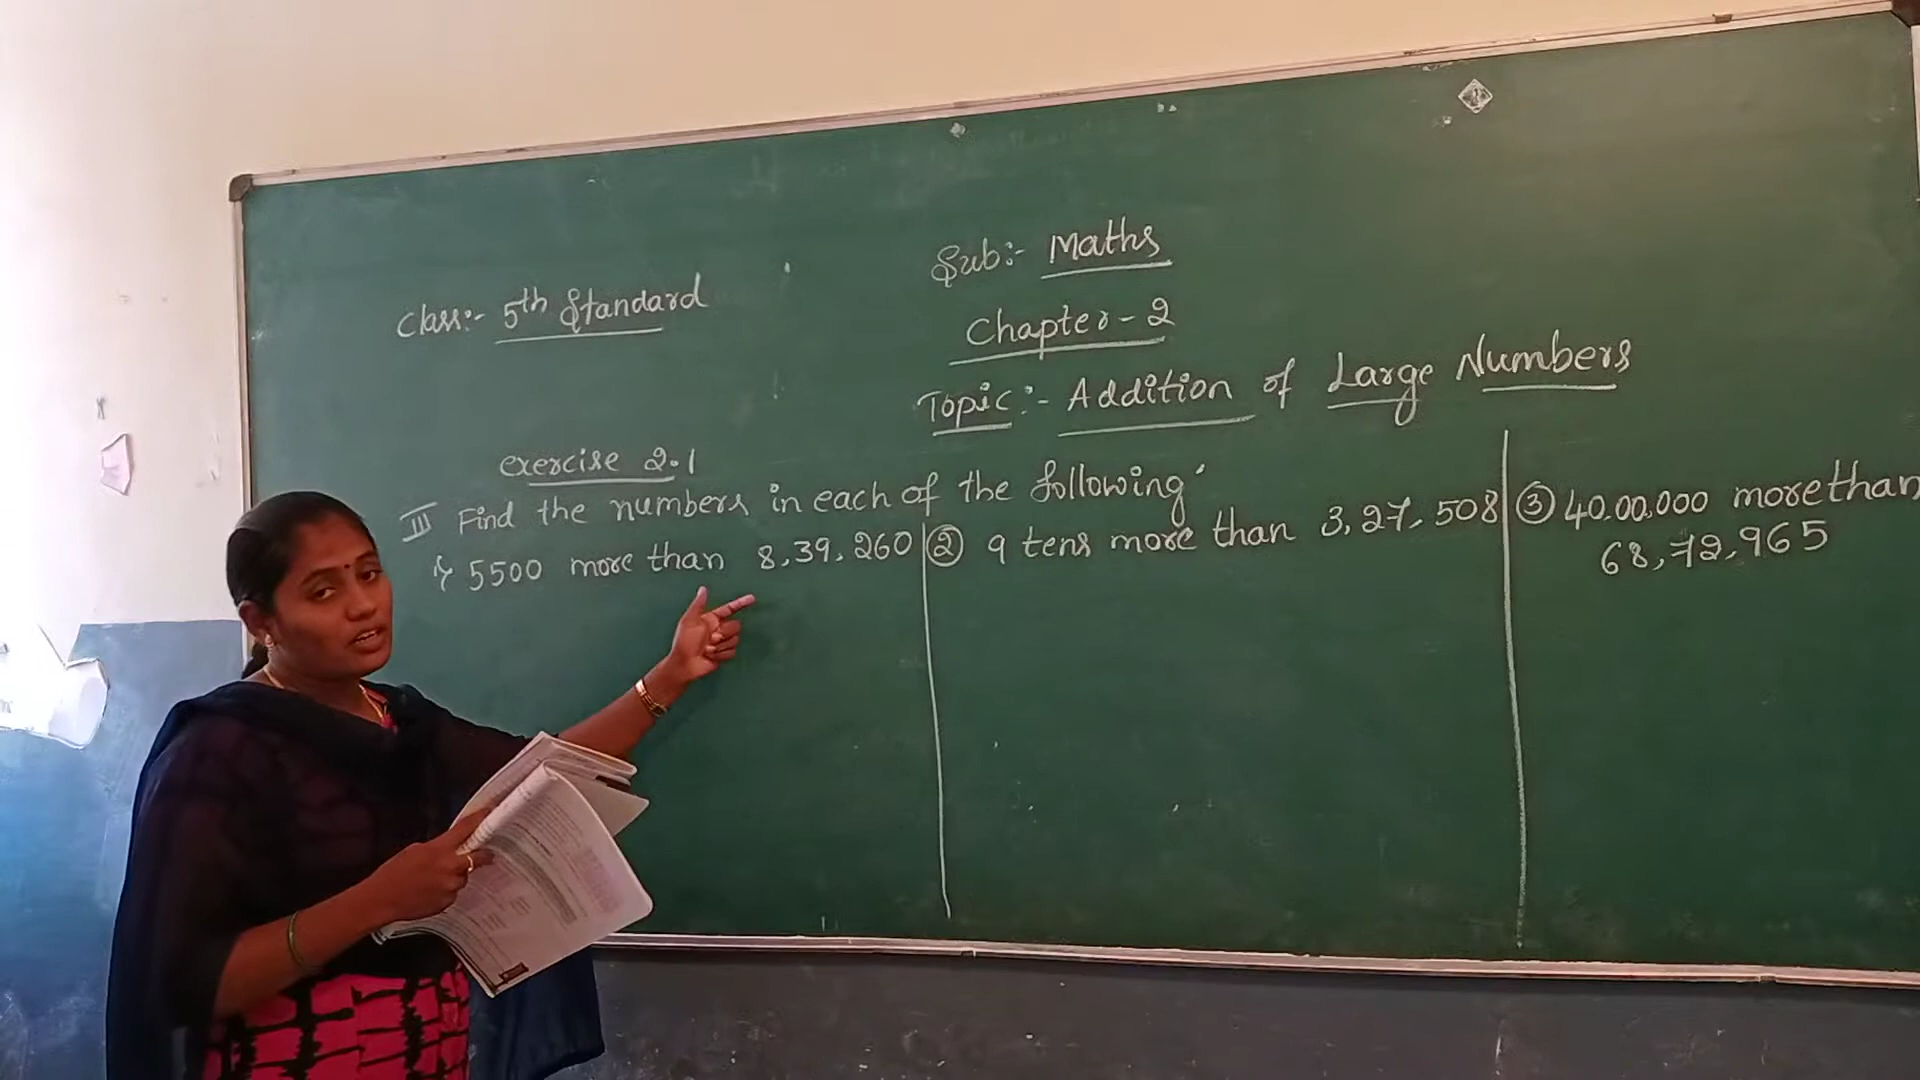 Sub:- Maths
Class:- 5th Standard
Chapter-2
Topic:- Addition of Large Numbers
exercise 2.1
III Find the numbers in each of the following
1) 5500 more than 8,39,260
② 9 tens more than 3,27,508
③ 40,00,000 more than
68,72,965